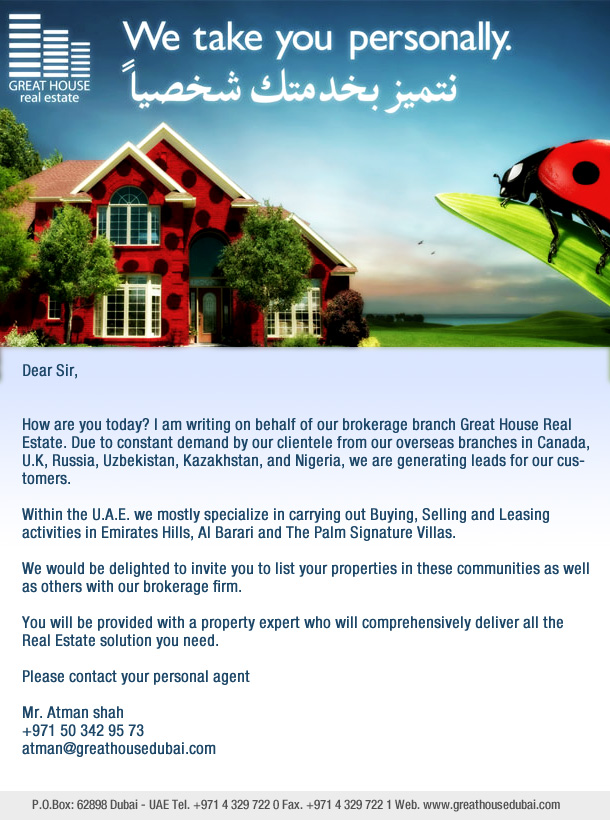 GREAT HOUSE
real estate
We take you personally.
نتميز بخدمتك شخصياً
Dear Sir,
How are you today? I am writing on behalf of our brokerage branch Great House Real
Estate. Due to constant demand by our clientele from our overseas branches in Canada,
U.K, Russia, Uzbekistan, Kazakhstan, and Nigeria, we are generating leads for our cus-
tomers.
Within the U.A.E. we mostly specialize in carrying out Buying, Selling and Leasing
activities in Emirates Hills, Al Barari and The Palm Signature Villas.
We would be delighted to invite you to list your properties in these communities as well
as others with our brokerage firm.
You will be provided with a property expert who will comprehensively deliver all the
Real Estate solution you need.
Please contact your personal agent
Mr. Atman shah
+971 50 342 95 73
atman@greathousedubai.com
P.O.Box: 62898 Dubai - UAE Tel. +971 4 329 722 0 Fax. +971 4 329 722 1 Web. www.greathousedubai.com